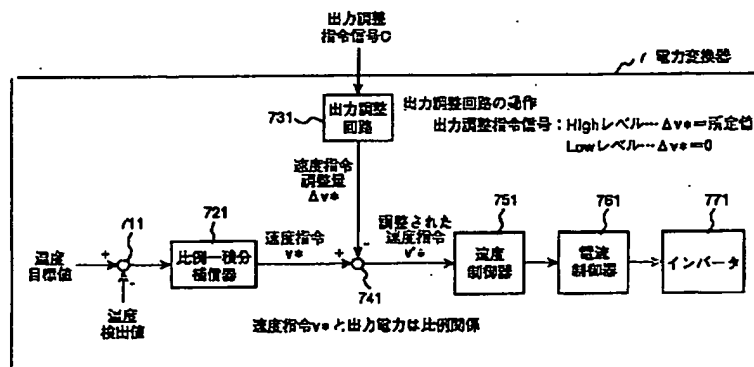 出力調整
指令信号C
1 電力変換器
731
出力調整
回路
出力調整回路の動作
出力調整指令信号：Highレベル…Δv*＝所定値
Lowレベル…Δv*＝0
速度指令
調整量
Δv*
711
721
751
761
771
温度
目標値
+
-
比例－積分
補償器
速度指令
v*
+
-
741
調整された
速度指令
速度
制御器
電流
制御器
インバータ
温度
検出値
速度指令v*と出力電力は比例関係